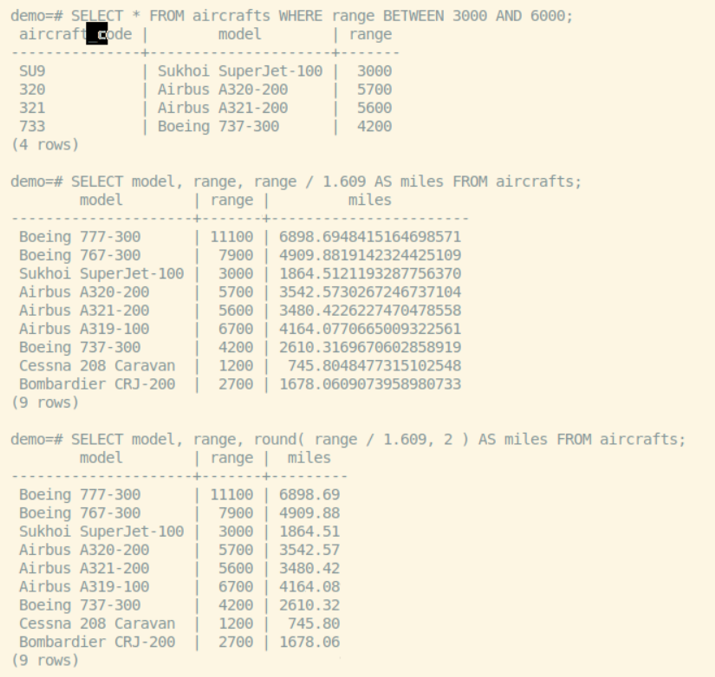 demo=# SELECT * FROM aircrafts WHERE range BETWEEN 3000 AND 6000;
 aircraft_code |        model        | range
---------------+---------------------+-------
 SU9           | Sukhoi SuperJet-100 |  3000
 320           | Airbus A320-200     |  5700
 321           | Airbus A321-200     |  5600
 733           | Boeing 737-300      |  4200
(4 rows)

demo=# SELECT model, range, range / 1.609 AS miles FROM aircrafts;
        model        | range |         miles
---------------------+-------+-----------------------
 Boeing 777-300      | 11100 | 6898.6948415164698571
 Boeing 767-300      |  7900 | 4909.8819142324425109
 Sukhoi SuperJet-100 |  3000 | 1864.5121193287756370
 Airbus A320-200     |  5700 | 3542.5730267246737104
 Airbus A321-200     |  5600 | 3480.4226227470478558
 Airbus A319-100     |  6700 | 4164.0770665009322561
 Boeing 737-300      |  4200 | 2610.3169670602858919
 Cessna 208 Caravan  |  1200 |  745.8048477315102548
 Bombardier CRJ-200  |  2700 | 1678.0609073958980733
(9 rows)

demo=# SELECT model, range, round( range / 1.609, 2 ) AS miles FROM aircrafts;
        model        | range |  miles
---------------------+-------+---------
 Boeing 777-300      | 11100 | 6898.69
 Boeing 767-300      |  7900 | 4909.88
 Sukhoi SuperJet-100 |  3000 | 1864.51
 Airbus A320-200     |  5700 | 3542.57
 Airbus A321-200     |  5600 | 3480.42
 Airbus A319-100     |  6700 | 4164.08
 Boeing 737-300      |  4200 | 2610.32
 Cessna 208 Caravan  |  1200 |  745.80
 Bombardier CRJ-200  |  2700 | 1678.06
(9 rows)